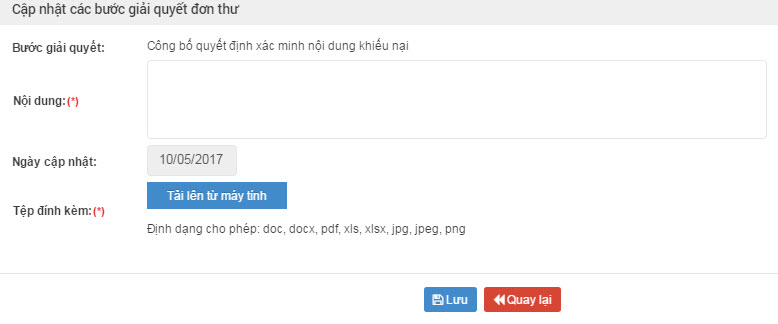 Cập nhật các bước giải quyết đơn thư
Bước giải quyết: Công bố quyết định xác minh nội dung khiếu nại
Nội dung:(*)
Ngày cập nhật: 10/05/2017
Tệp đính kèm:(*) Tải lên từ máy tính
Định dạng cho phép: doc, docx, pdf, xls, xlsx, jpg, jpeg, png
Lưu Quay lại